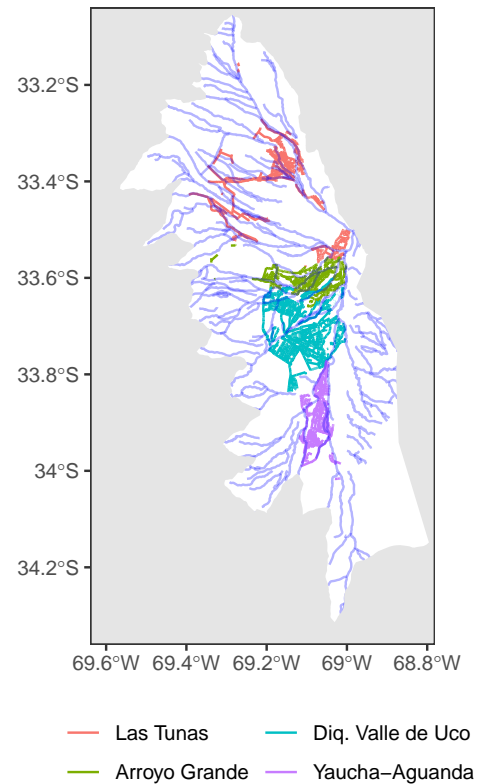 33.2°S
33.4°S
33.6°S
33.8°S
34°S
34.2°S
69.6°W 69.4°W 69.2°W 69°W 68.8°W
Las Tunas Diq. Valle de Uco
Arroyo Grande Yaucha−Aguanda